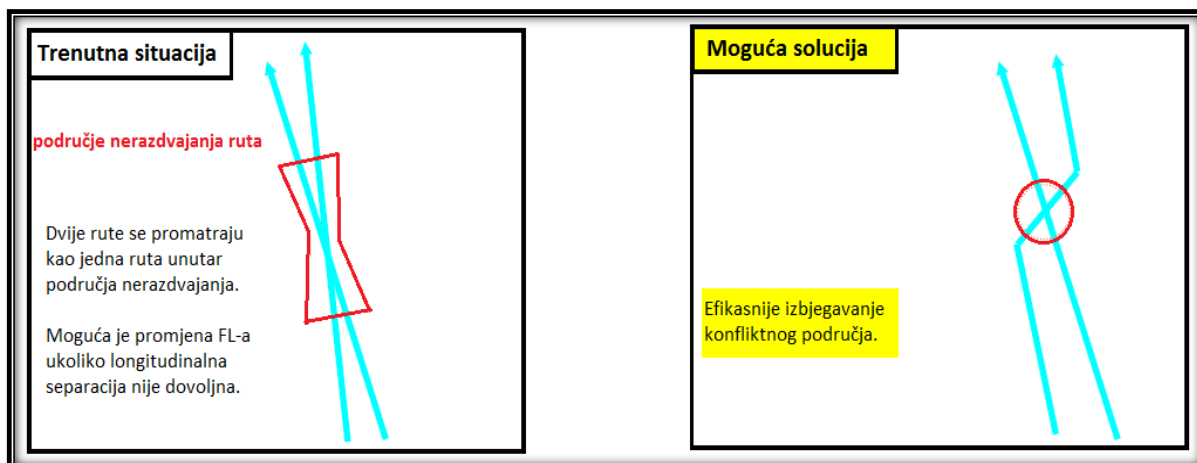 Trenutna situacija
područje nerazdvajanja ruta
Dvije rute se promatraju
kao jedna ruta unutar
područja nerazdvajanja.
Moguća je promjena FL-a
ukoliko longitudinalna
separacija nije dovoljna.
Moguća solucija
Efikasnije izbjegavanje
konfliktnog područja.